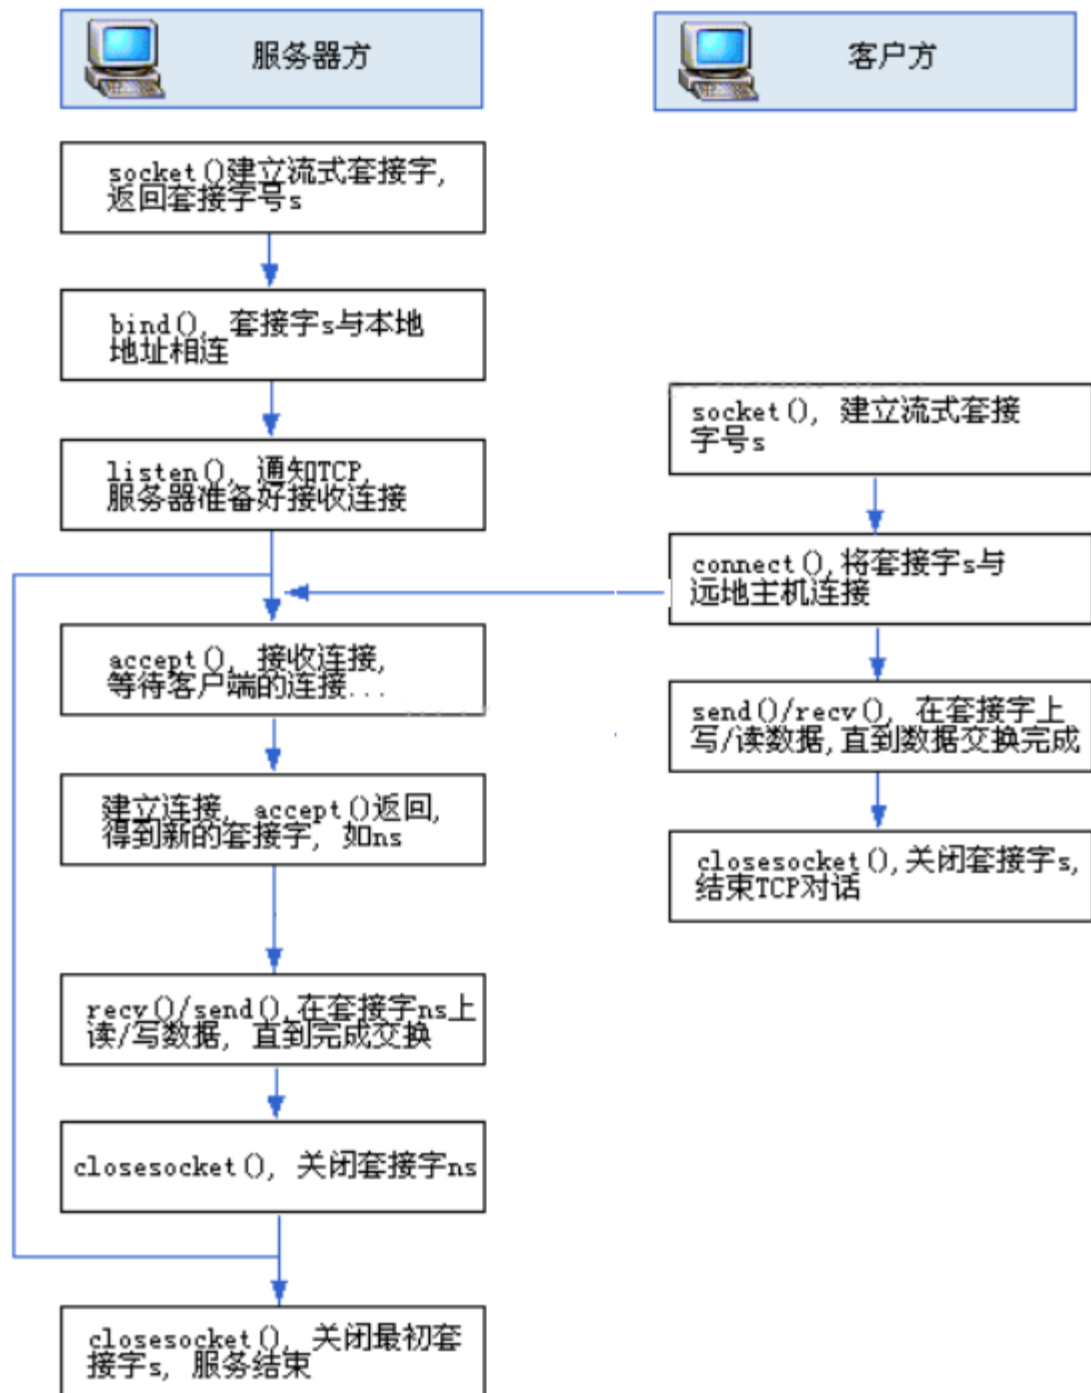 服务器方
客户方
socket()建立流式套接字,
返回套接字号s
bind(), 套接字s与本地
地址相连
listen(), 通知TCP,
服务器准备好接收连接
accept(), 接收连接,
等待客户端的连接...
建立连接, accept()返回,
得到新的套接字, 如ns
recv()/send(),在套接字ns上
读/写数据, 直到完成交换
closesocket(), 关闭套接字ns
closesocket(), 关闭最初套
接字s, 服务结束
socket(), 建立流式套接
字号s
connect(),将套接字s与
远地主机连接
send()/recv(), 在套接字上
写/读数据,直到数据交换完成
closesocket(),关闭套接字s,
结束TCP对话